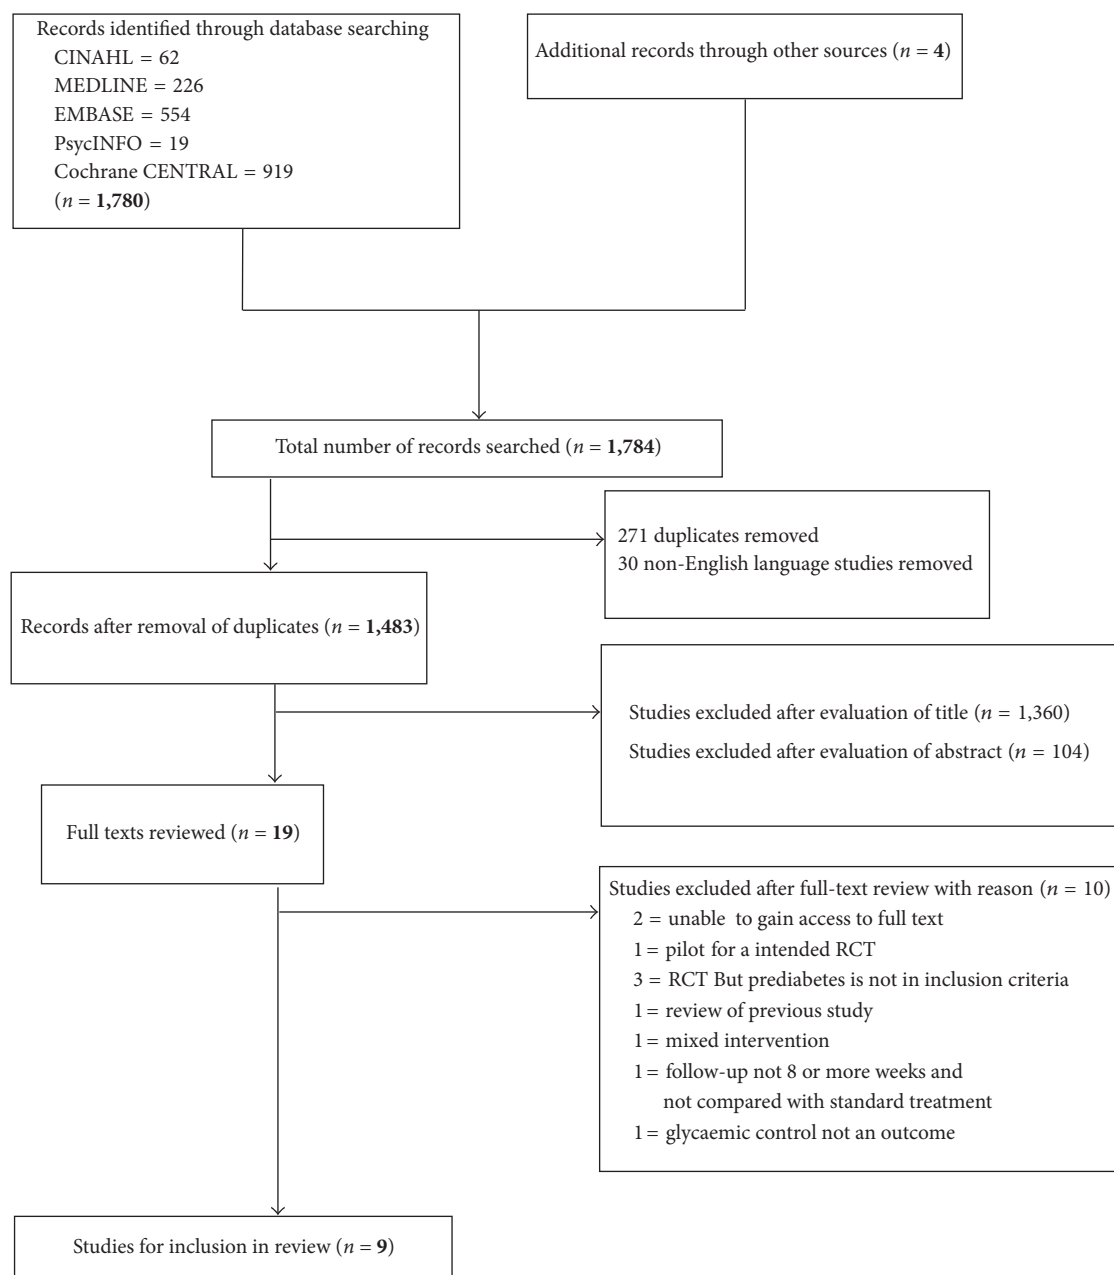 Records identified through database searching
CINAHL = 62
MEDLINE = 226
EMBASE = 554
PsycINFO = 19
Cochrane CENTRAL = 919
(n = 1,780)
Additional records through other sources (n = 4)
Total number of records searched (n = 1,784)
271 duplicates removed
30 non-English language studies removed
Records after removal of duplicates (n = 1,483)
Studies excluded after evaluation of title (n = 1,360)
Studies excluded after evaluation of abstract (n = 104)
Full texts reviewed (n = 19)
Studies excluded after full-text review with reason (n = 10)
2 = unable to gain access to full text
1 = pilot for a intended RCT
3 = RCT But prediabetes is not in inclusion criteria
1 = review of previous study
1 = mixed intervention
1 = follow-up not 8 or more weeks and
not compared with standard treatment
1 = glycaemic control not an outcome
Studies for inclusion in review (n = 9)